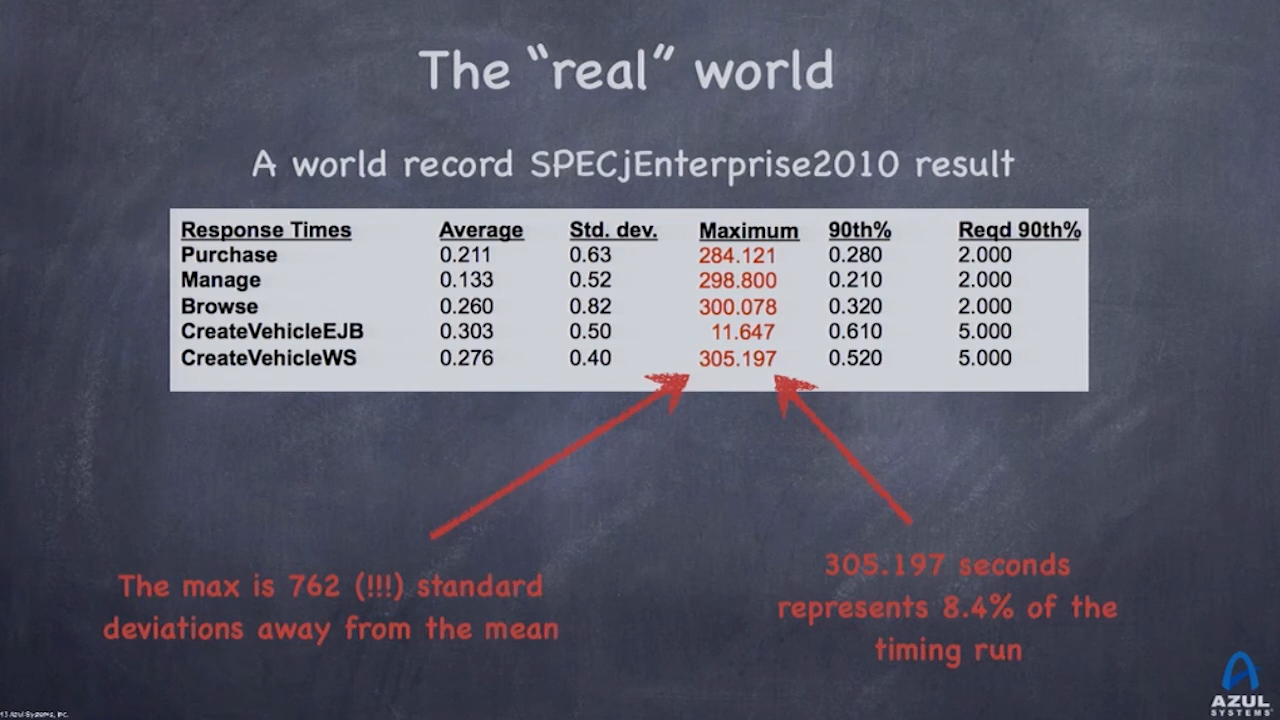 The “real” world
A world record SPECjEnterprise2010 result
Response Times Average Std. dev. Maximum 90th% Reqd 90th%
Purchase 0.211 0.63 284.121 0.280 2.000
Manage 0.133 0.52 298.800 0.210 2.000
Browse 0.260 0.82 300.078 0.320 2.000
CreateVehicleEJB 0.303 0.50 11.647 0.610 5.000
CreateVehicleWS 0.276 0.40 305.197 0.520 5.000
The max is 762 (!!!) standard
deviations away from the mean
305.197 seconds
represents 8.4% of the
timing run
13 Azul Systems, Inc.
AZUL
SYSTEMS